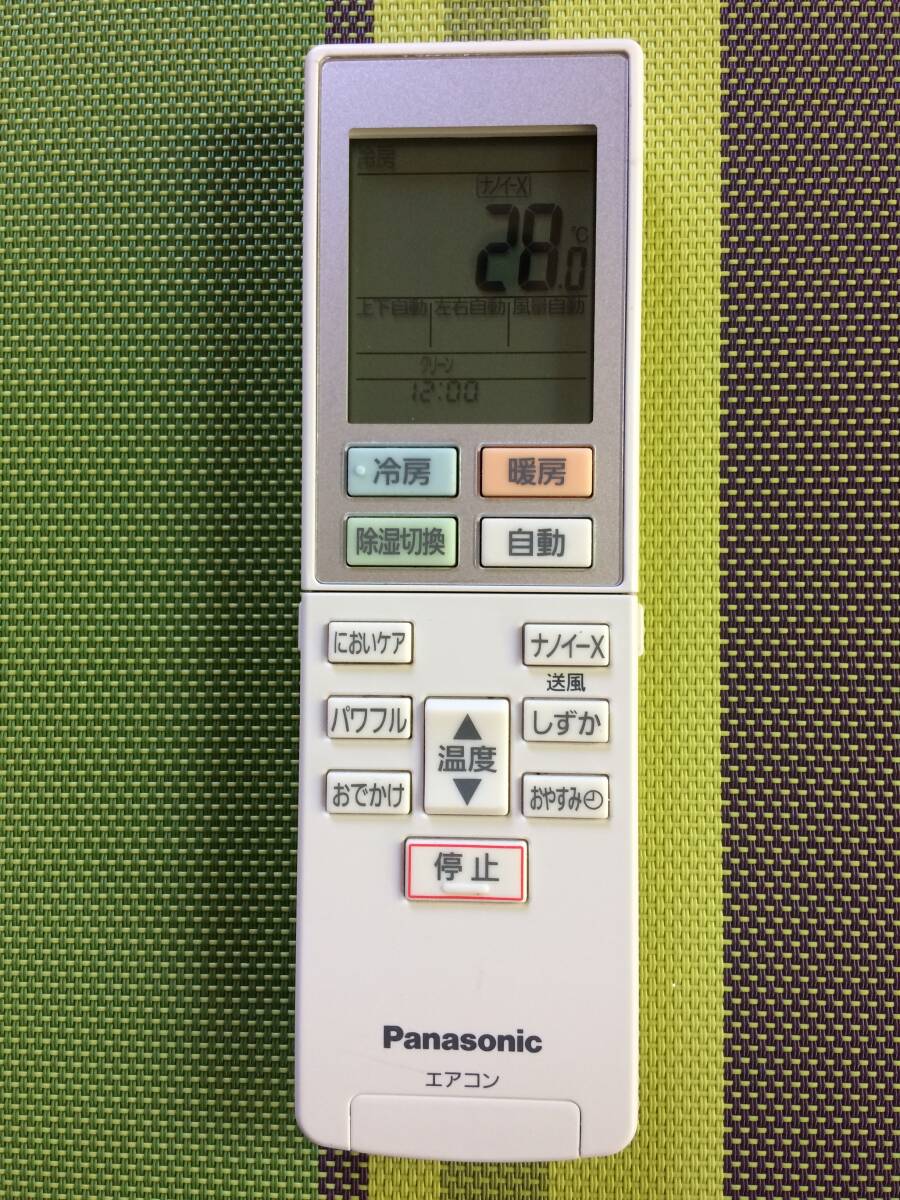 冷房
ナノイーX
28.0℃
上下自動 左右自動 風量自動
クリーン
12:00
冷房 暖房
除湿切換 自動
においケア ナノイーX
送風
パワフル しずか
温度
おでかけ おやすみ
停止
Panasonic
エアコン